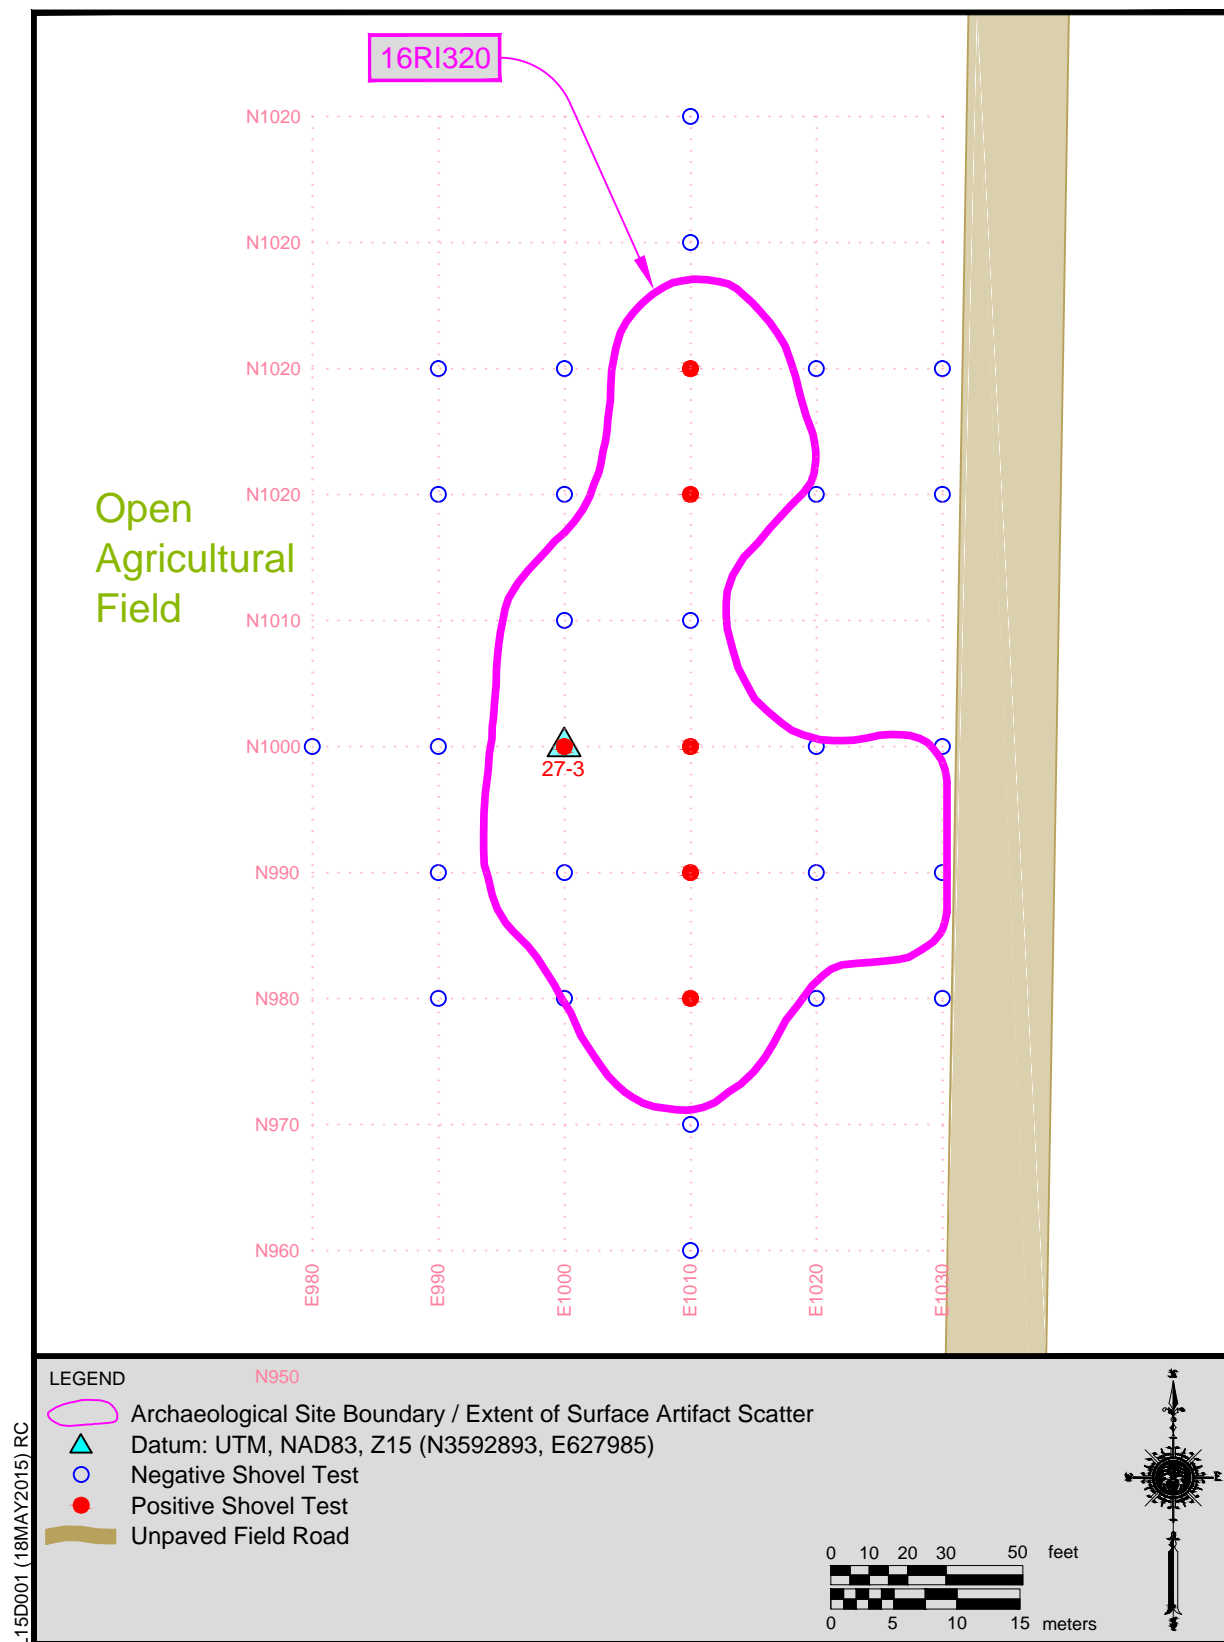 16RI320
N1020
N1020
N1020
N1020
Open
Agricultural
Field
N1010
N1000
27-3
N990
N980
N970
N960
E980
E990
E1000
E1010
E1020
E1030
LEGEND
N950
Archaeological Site Boundary / Extent of Surface Artifact Scatter
Datum: UTM, NAD83, Z15 (N3592893, E627985)
Negative Shovel Test
Positive Shovel Test
Unpaved Field Road
0 10 20 30 50 feet
0 5 10 15 meters
15D001 (18MAY2015) RC